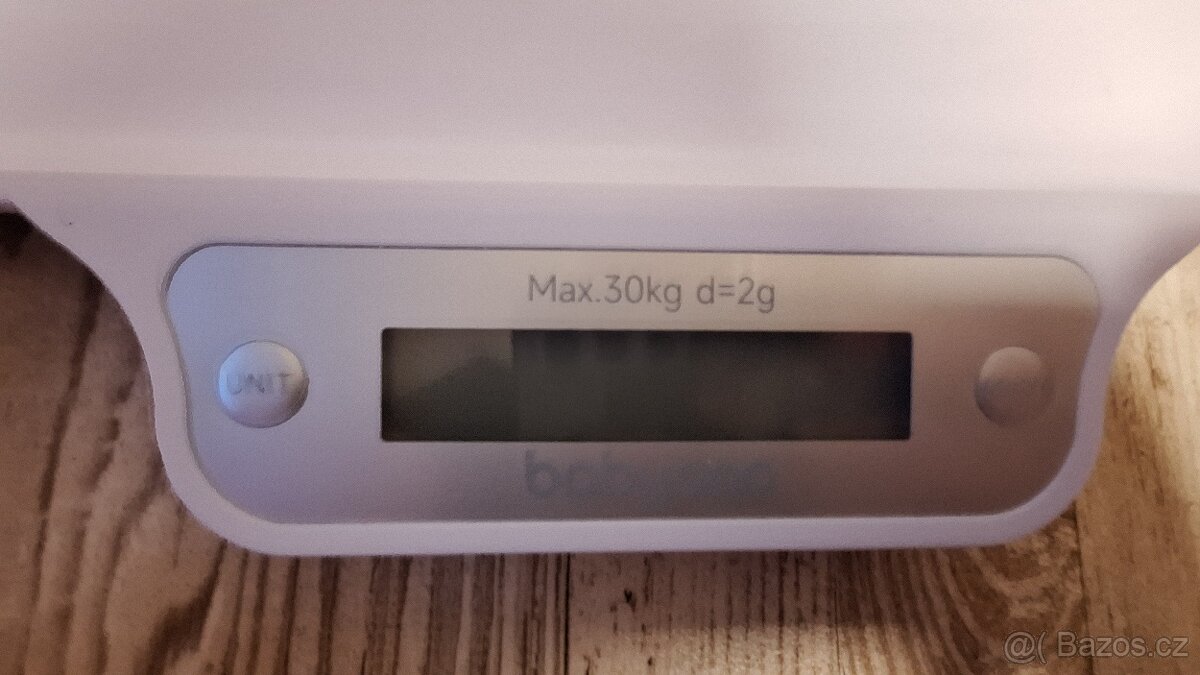 Max.30kg d=2g
UNIT
@( Bazos.cz